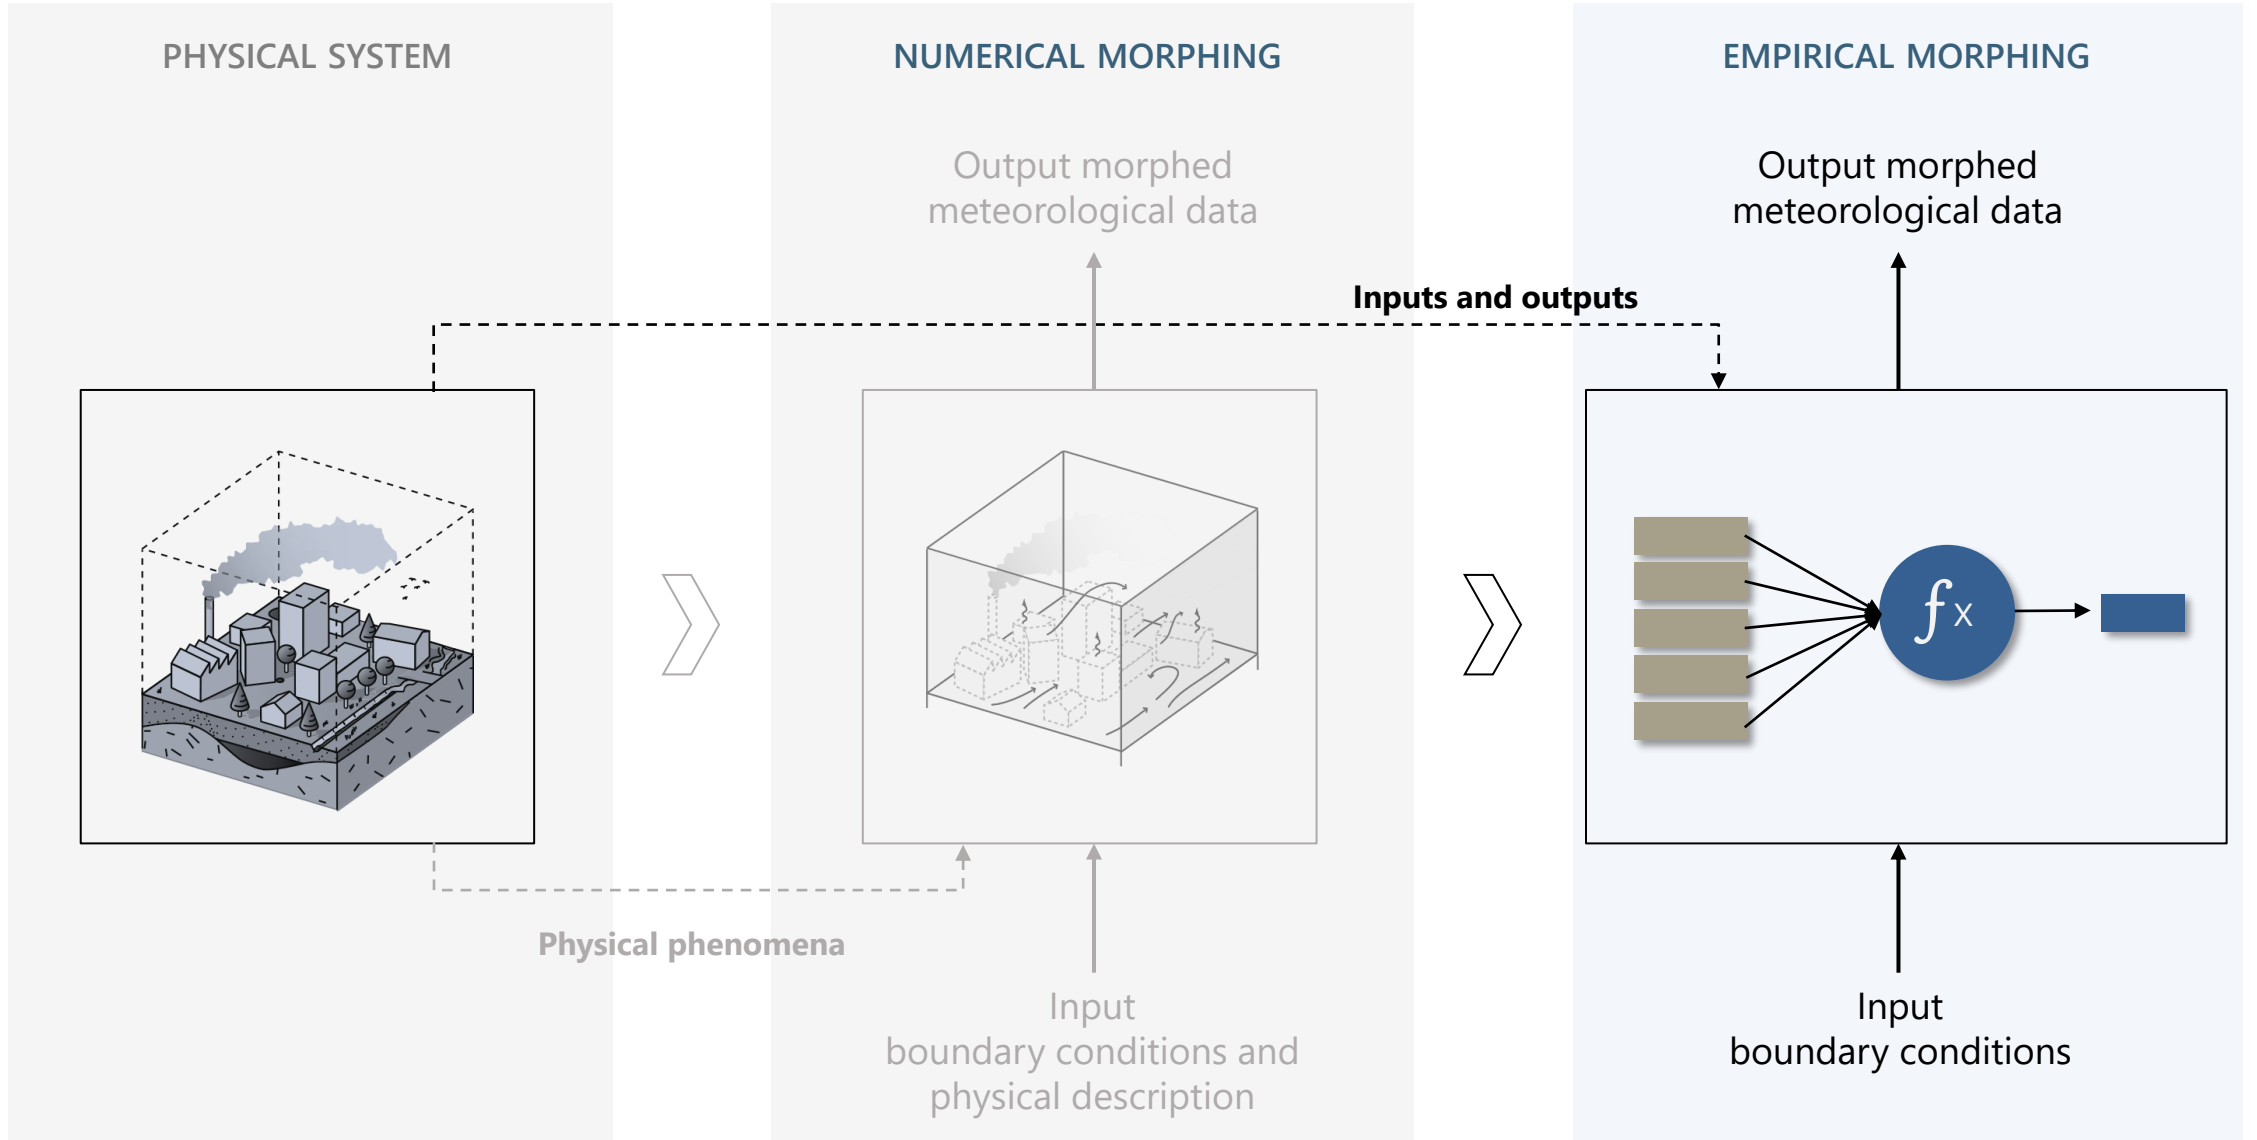 PHYSICAL SYSTEM
NUMERICAL MORPHING
EMPIRICAL MORPHING
Output morphed
meteorological data
Output morphed
meteorological data
Inputs and outputs
f x
Physical phenomena
Input
boundary conditions and
physical description
Input
boundary conditions